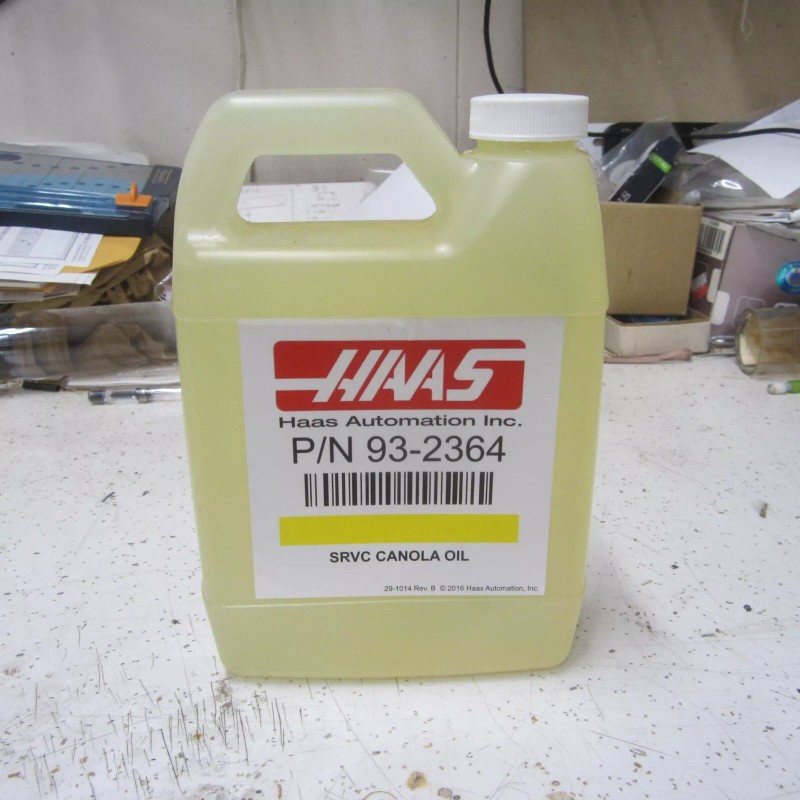 HAAS
Haas Automation Inc.
P/N 93-2364
SRVC CANOLA OIL
29-1014 Rev. B © 2016 Haas Automation, Inc.